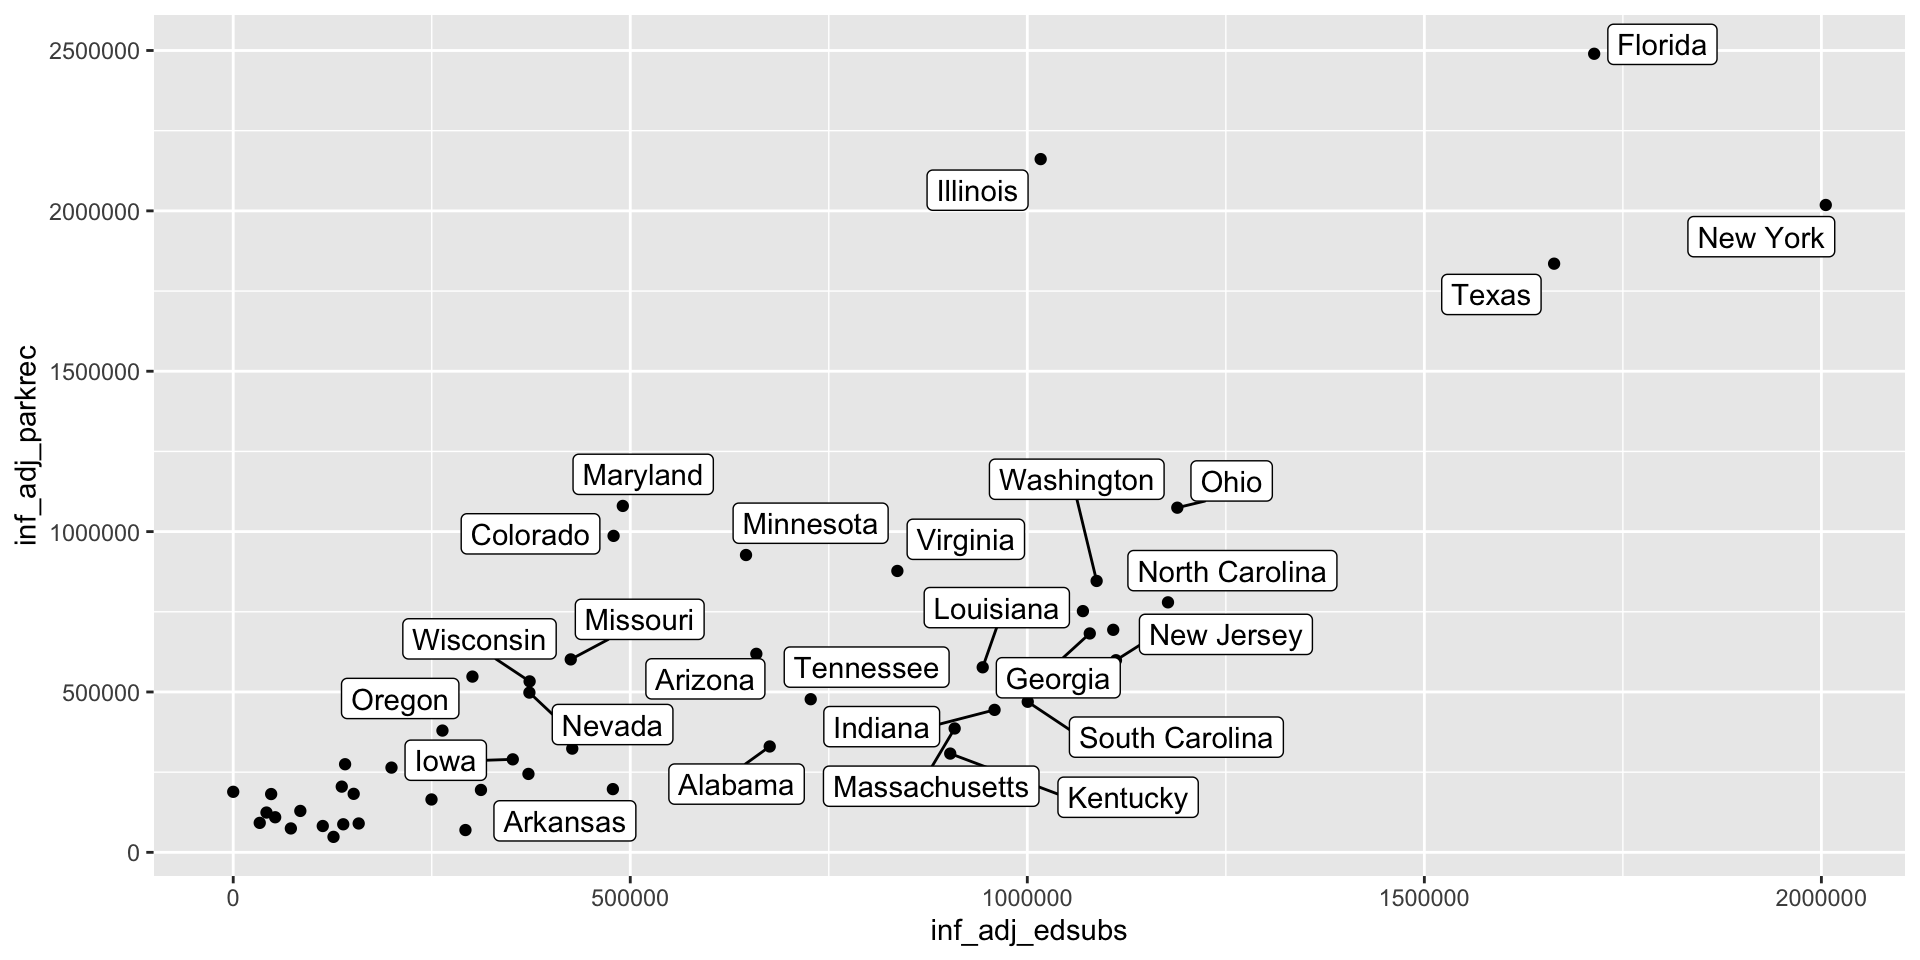 2500000
2000000
1500000
1000000
500000
0
inf_adj_parkrec
Florida
Illinois
New York
Texas
Maryland
Washington
Ohio
Colorado
Minnesota
Virginia
North Carolina
Louisiana
Missouri
Wisconsin
New Jersey
Tennessee
Arizona
Georgia
Oregon
Nevada
Indiana
South Carolina
Iowa
Alabama
Massachusetts
Kentucky
Arkansas
0
500000
1000000
1500000
2000000
inf_adj_edsubs